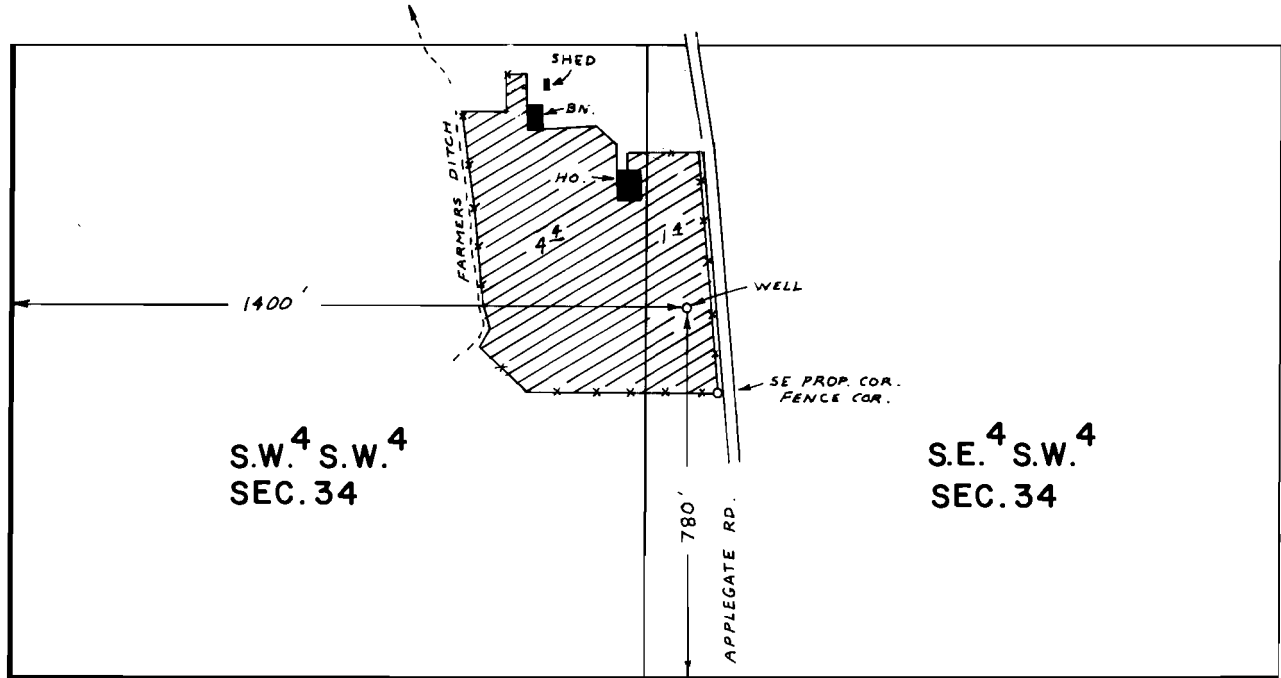 SHED
BN.
FARMERS DITCH
HO.
4 4
1 4
1400'
WELL
SE PROP. COR.
FENCE COR.
S.W.4 S.W.4
SEC. 34
780'
APPLEGATE RD.
S.E.4 S.W.4
SEC. 34